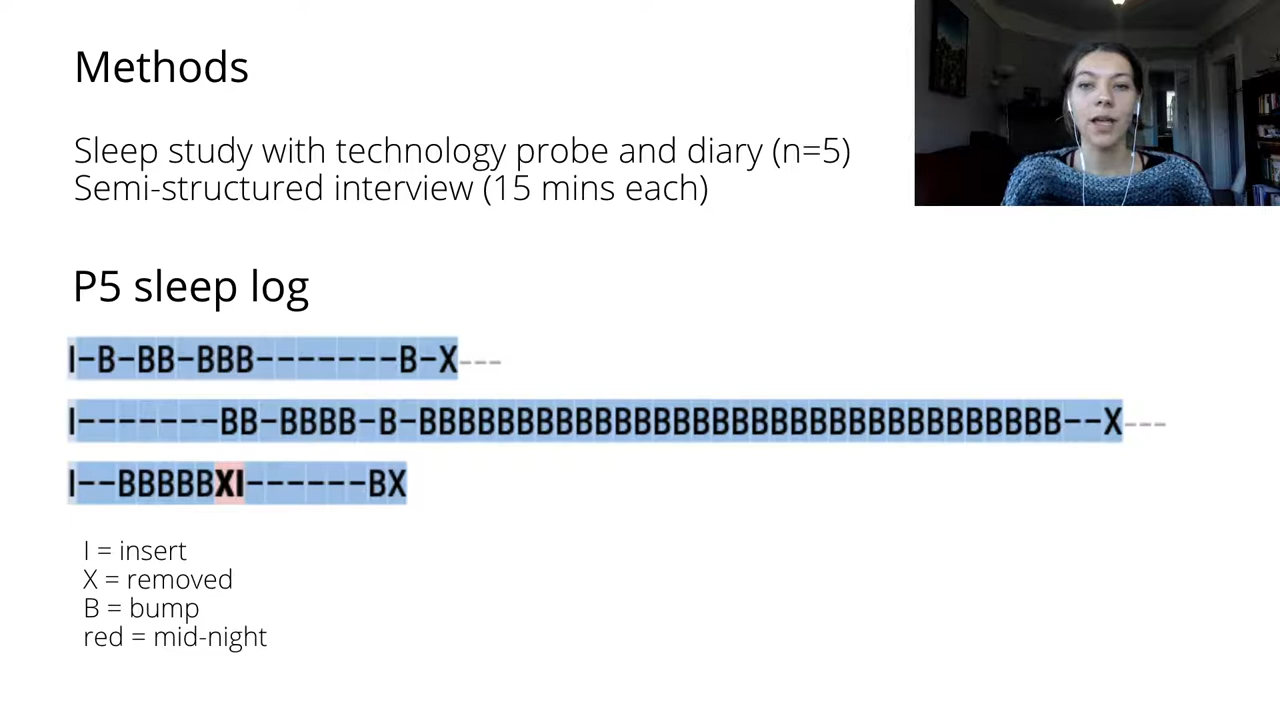 Methods
Sleep study with technology probe and diary (n=5)
Semi-structured interview (15 mins each)
P5 sleep log
I-B-BB-BBB-------B-X---
I-------BB-BBBB-B-BBBBBBBBBBBBBBBBBBBBBBBBBBBBBBBBB--X---
I--BBBBBXI------BX
I = insert
X = removed
B = bump
red = mid-night